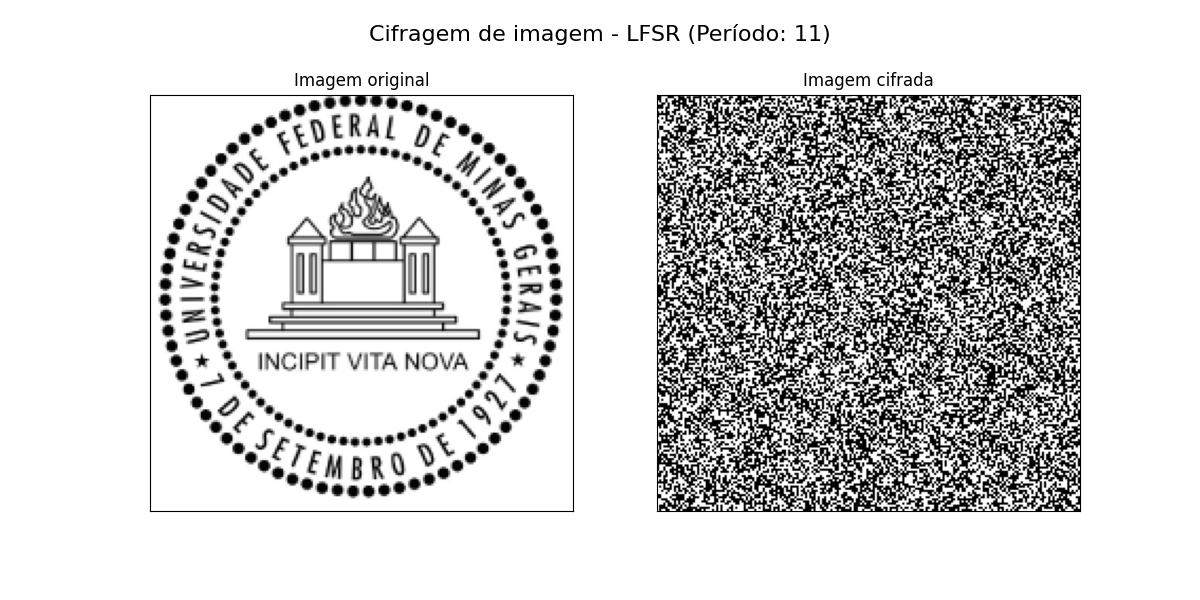 Cifragem de imagem - LFSR (Período: 11)
Imagem original
Imagem cifrada
UNIVERSIDADE FEDERAL DE MINAS GERAIS
INCIPIT VITA NOVA
★ 7 DE SETEMBRO DE 1927 ★